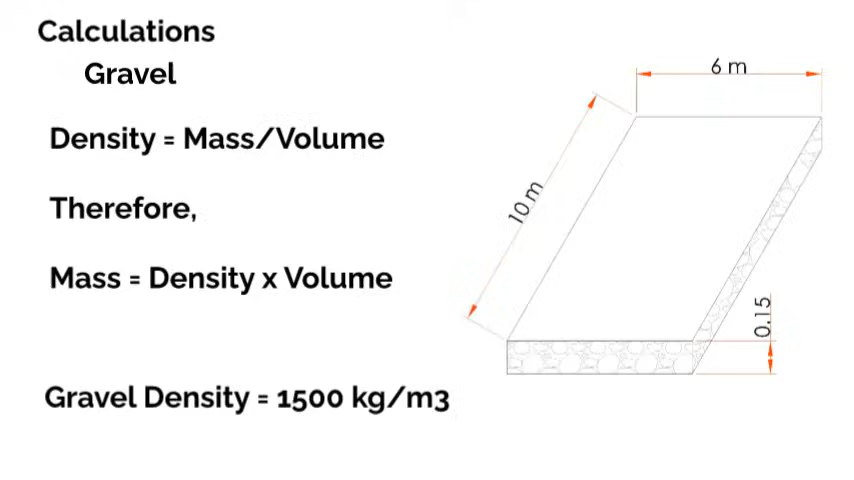 Calculations
Gravel
Density = Mass/Volume
Therefore,
Mass = Density x Volume
Gravel Density = 1500 kg/m3
6 m
10 m
0.15